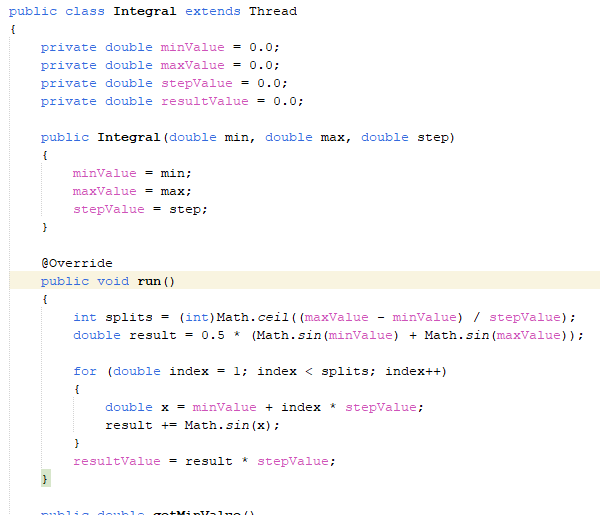 public class Integral extends Thread
{
    private double minValue = 0.0;
    private double maxValue = 0.0;
    private double stepValue = 0.0;
    private double resultValue = 0.0;

    public Integral(double min, double max, double step)
    {
        minValue = min;
        maxValue = max;
        stepValue = step;
    }

    @Override
    public void run()
    {
        int splits = (int)Math.ceil((maxValue - minValue) / stepValue);
        double result = 0.5 * (Math.sin(minValue) + Math.sin(maxValue));

        for (double index = 1; index < splits; index++)
        {
            double x = minValue + index * stepValue;
            result += Math.sin(x);
        }
        resultValue = result * stepValue;
    }

    public double getMinValue()